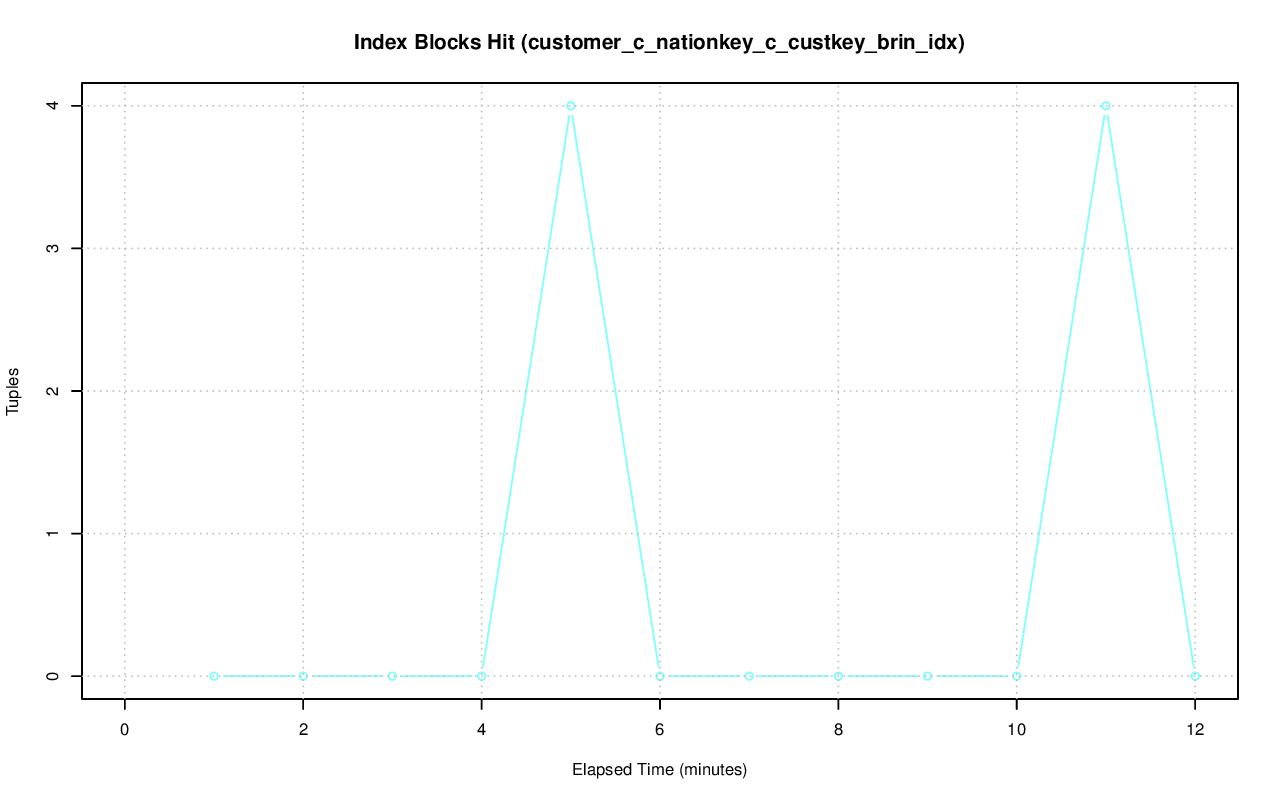 Index Blocks Hit (customer_c_nationkey_c_custkey_brin_idx)
4
3
2
1
0
Tuples
0 2 4 6 8 10 12
Elapsed Time (minutes)